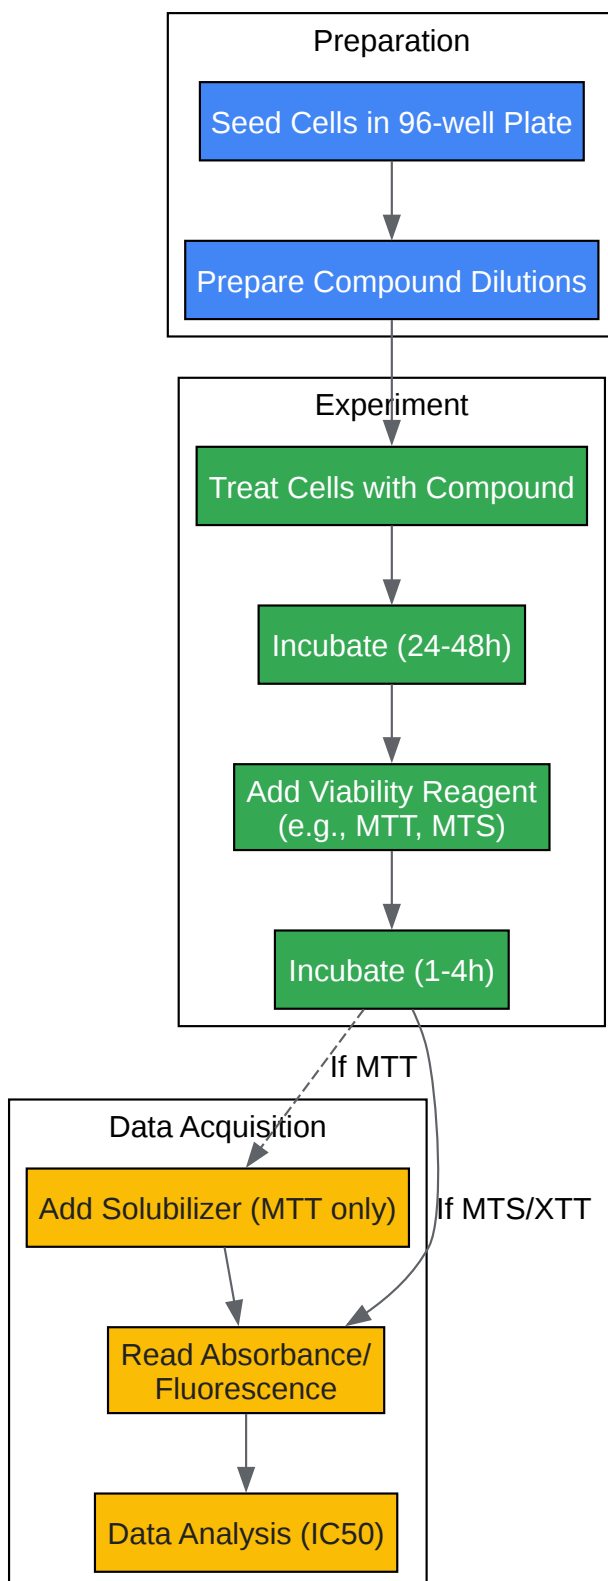 Preparation
Seed Cells in 96-well Plate
Prepare Compound Dilutions
Experiment
Treat Cells with Compound
Incubate (24-48h)
Add Viability Reagent
(e.g., MTT, MTS)
Incubate (1-4h)
If MTT
Data Acquisition
Add Solubilizer (MTT only)
If MTS/XTT
Read Absorbance/
Fluorescence
Data Analysis (IC50)